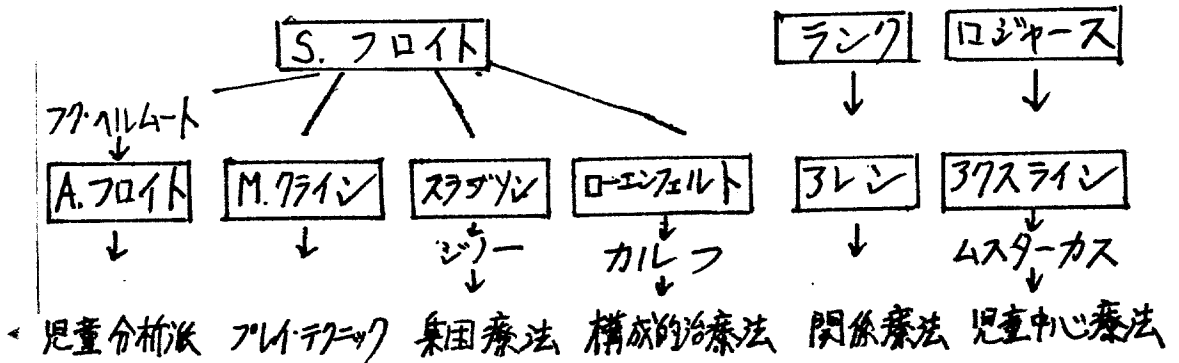 S. フロイト ランク ロジャース
フク・ヘルムート
A. フロイト M. クライン スラブソン ローエンフェルト アレン アクスライン
ジノー カルフ ムスターカス
児童分析法 プレイ・テクニック 集団療法 構成的治療法 関係療法 児童中心療法